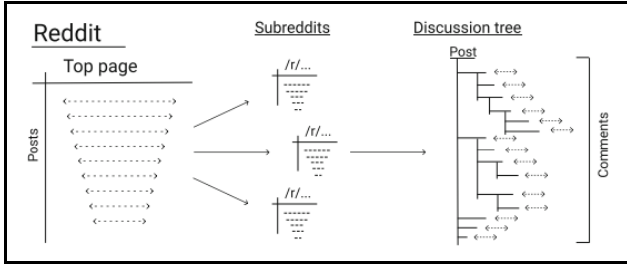 Reddit
Subreddits
Discussion tree
Top page
Posts
/r/...
/r/...
/r/...
Post
Comments